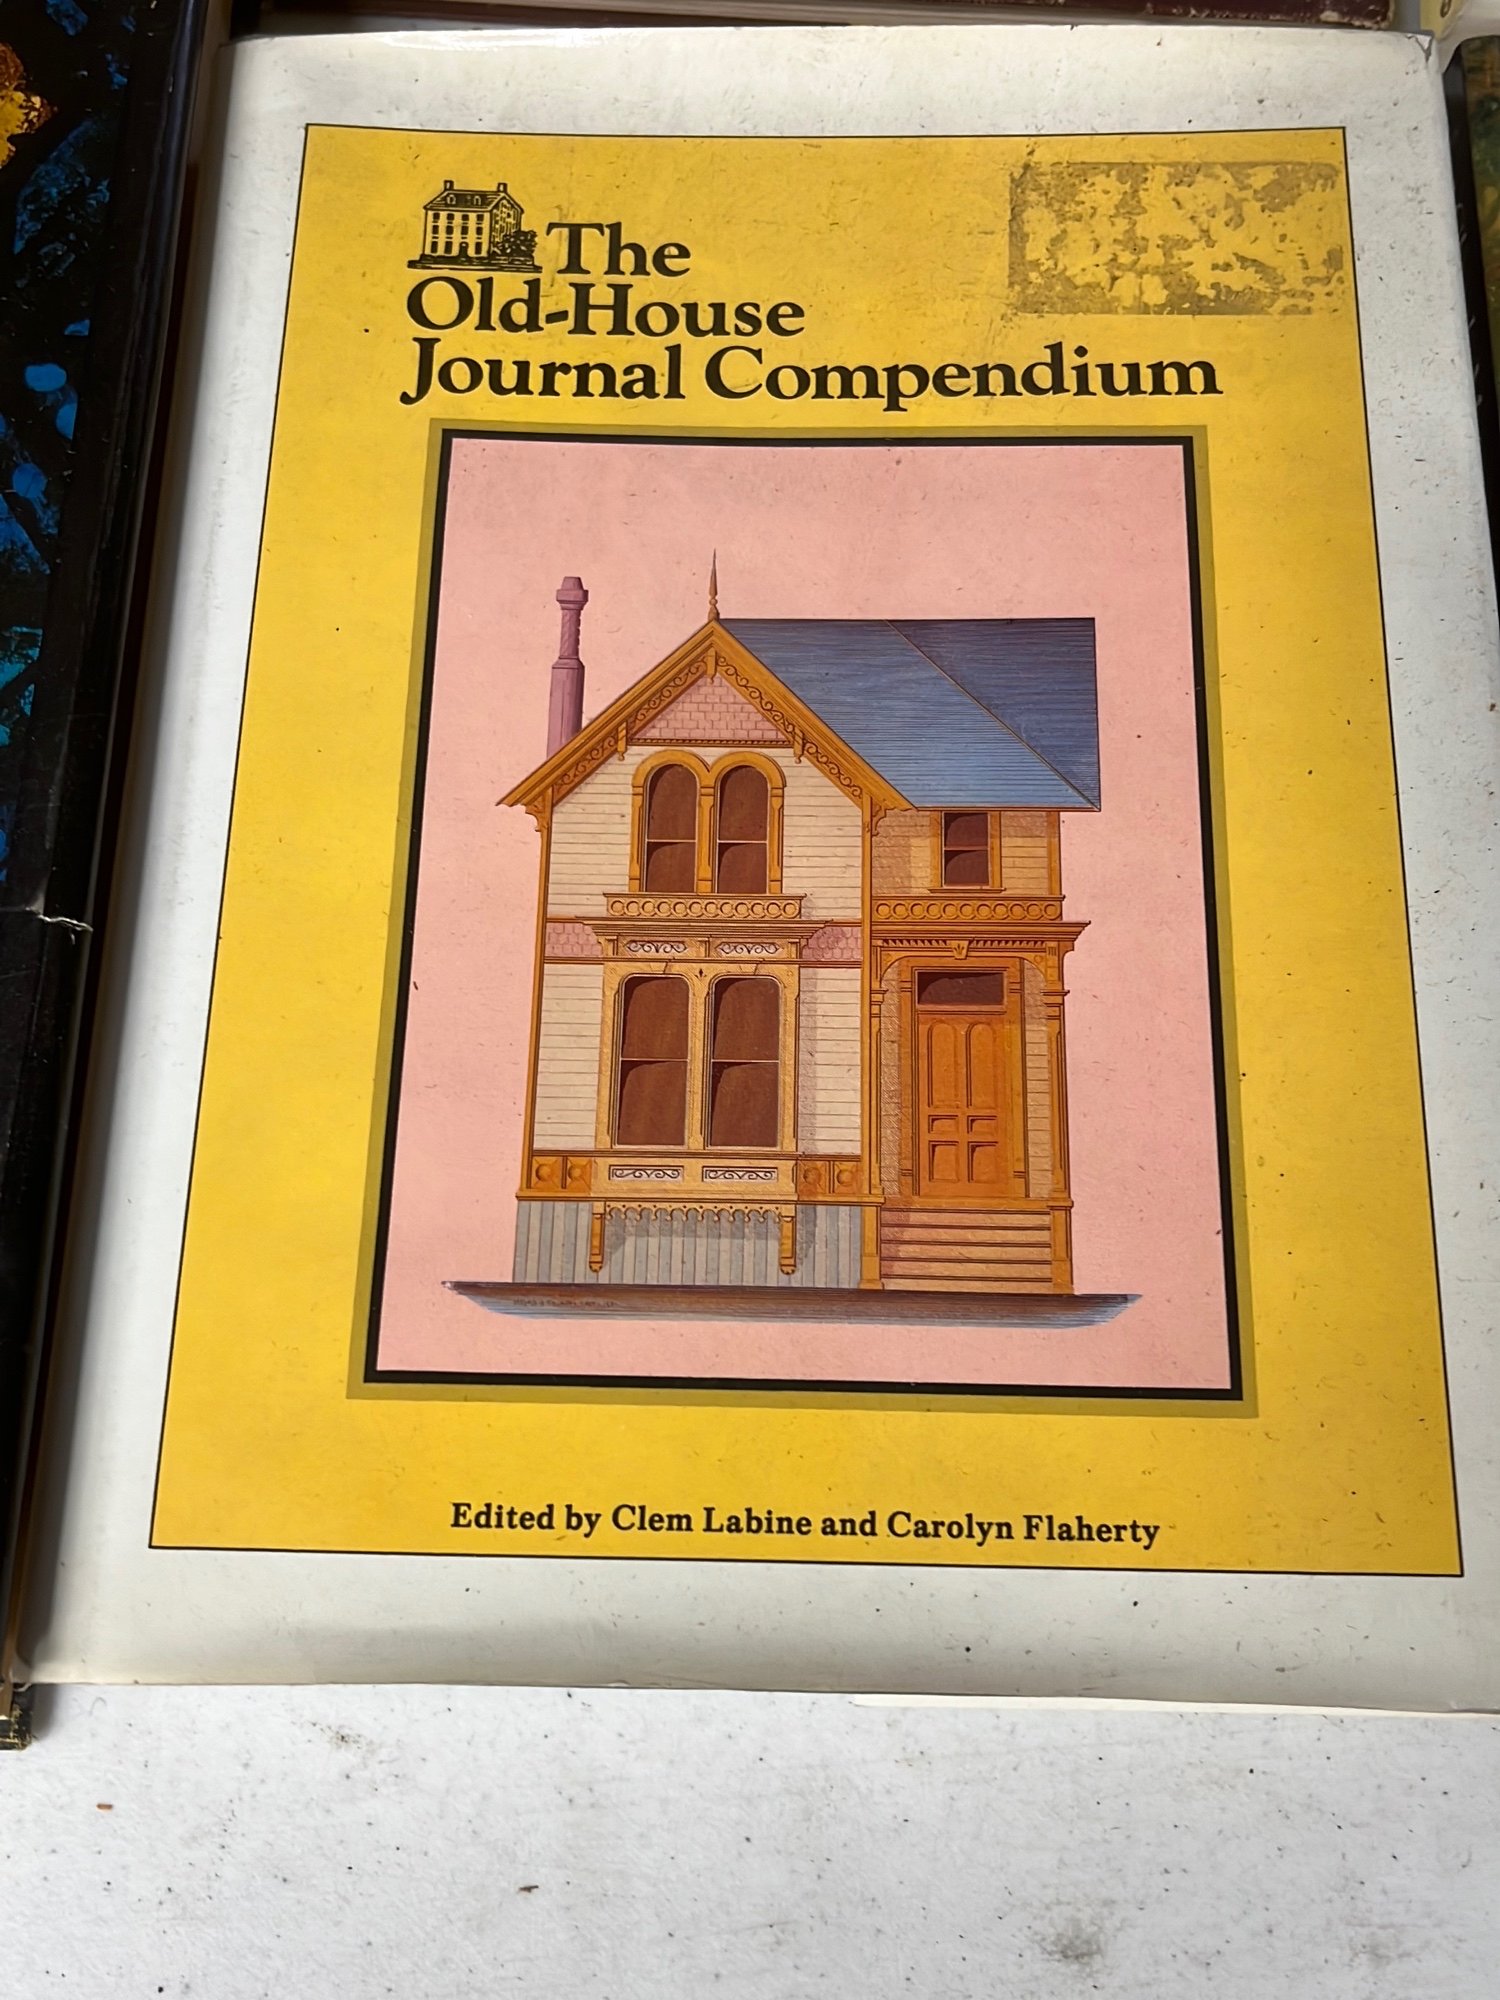 The
Old-House
Journal Compendium
Edited by Clem Labine and Carolyn Flaherty